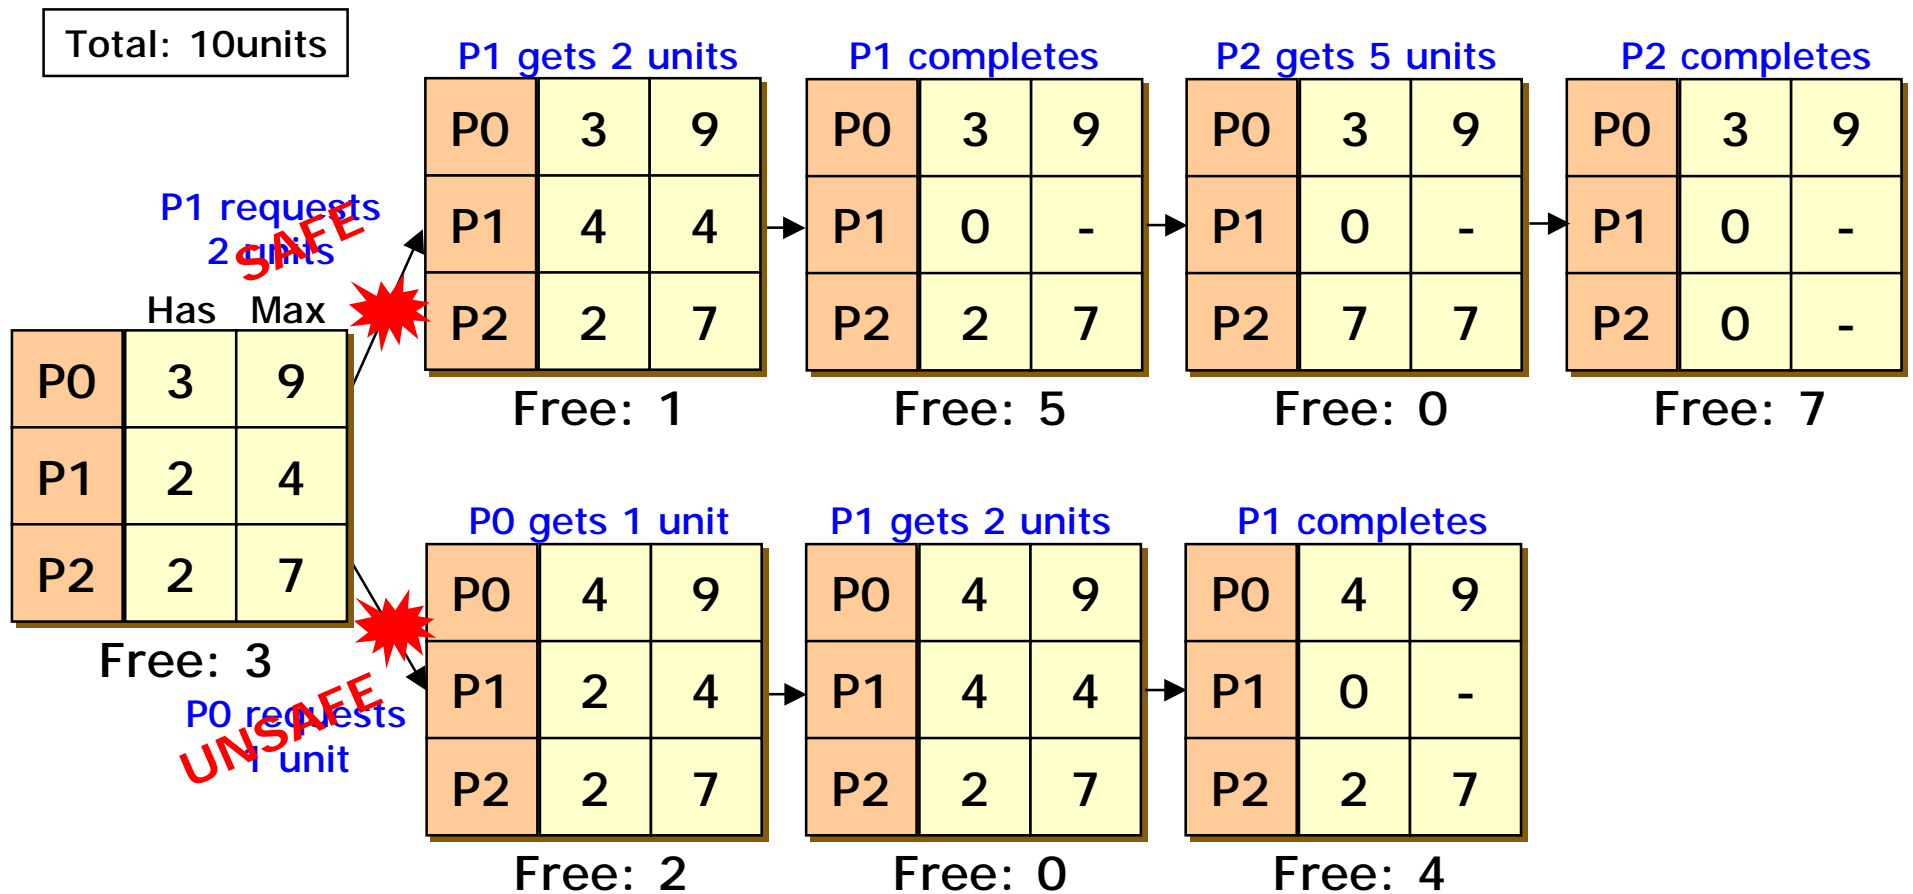 Total: 10units
P1 requests
2 units
SAFE
Has Max
P0 3 9
P1 2 4
P2 2 7
Free: 3
P0 requests
1 unit
UNSAFE
P1 gets 2 units
P0 3 9
P1 4 4
P2 2 7
Free: 1
P1 completes
P0 3 9
P1 0 -
P2 2 7
Free: 5
P2 gets 5 units
P0 3 9
P1 0 -
P2 7 7
Free: 0
P2 completes
P0 3 9
P1 0 -
P2 0 -
Free: 7
P0 gets 1 unit
P0 4 9
P1 2 4
P2 2 7
Free: 2
P1 gets 2 units
P0 4 9
P1 4 4
P2 2 7
Free: 0
P1 completes
P0 4 9
P1 0 -
P2 2 7
Free: 4